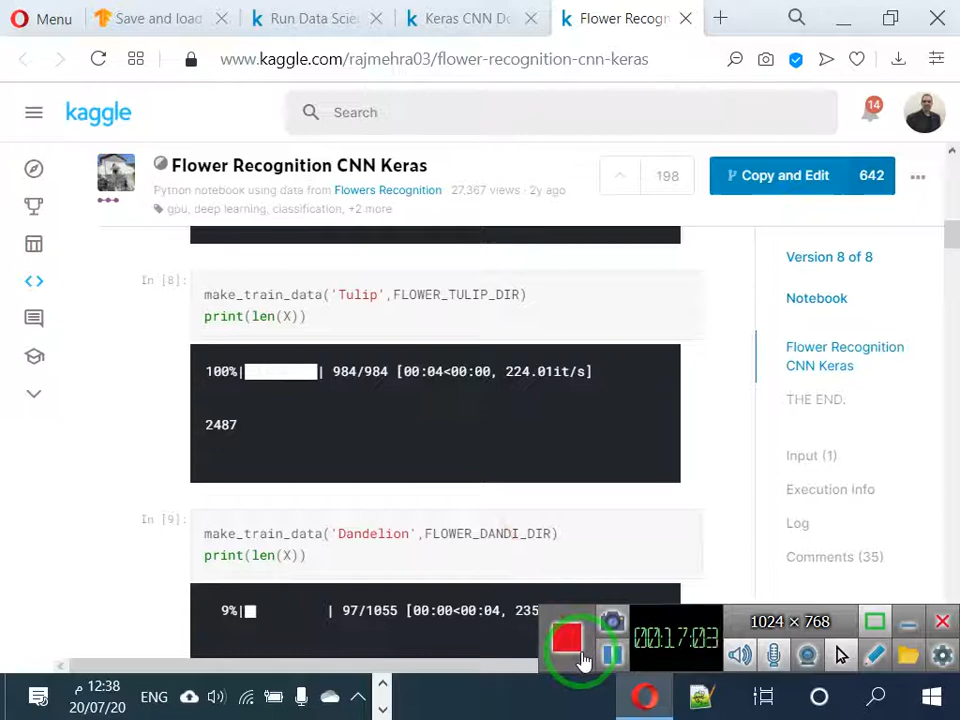 Menu
Save and load
Run Data Scie
Keras CNN Do
Flower Recogn
www.kaggle.com/rajmehra03/flower-recognition-cnn-keras
kaggle
Search
14
Flower Recognition CNN Keras
Python notebook using data from Flowers Recognition · 27,367 views · 2y ago
gpu, deep learning, classification, +2 more
198
Copy and Edit
642
In [8]:
make_train_data('Tulip',FLOWER_TULIP_DIR)
print(len(X))
100%| | 984/984 [00:04<00:00, 224.01it/s]
2487
In [9]:
make_train_data('Dandelion',FLOWER_DANDI_DIR)
print(len(X))
9%| | 97/1055 [00:00<00:04, 235
Version 8 of 8
Notebook
Flower Recognition
CNN Keras
THE END.
Input (1)
Execution Info
Log
Comments (35)
00:17:03
1024 × 768
12:38 م
20/07/20
ENG